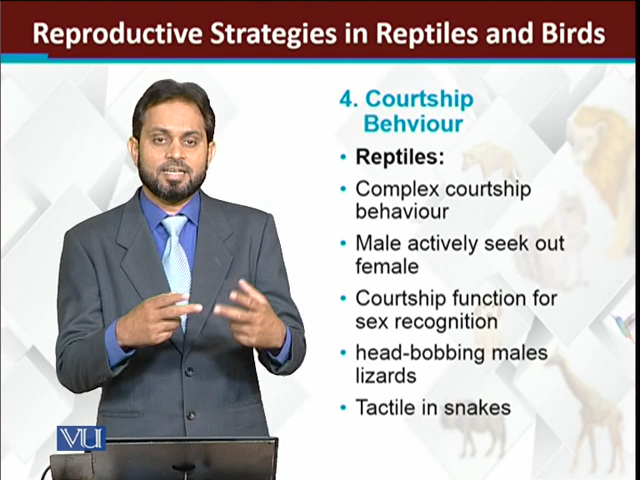 Reproductive Strategies in Reptiles and Birds
4. Courtship
Behviour
• Reptiles:
• Complex courtship
behaviour
• Male actively seek out
female
• Courtship function for
sex recognition
• head-bobbing males
lizards
• Tactile in snakes
VU